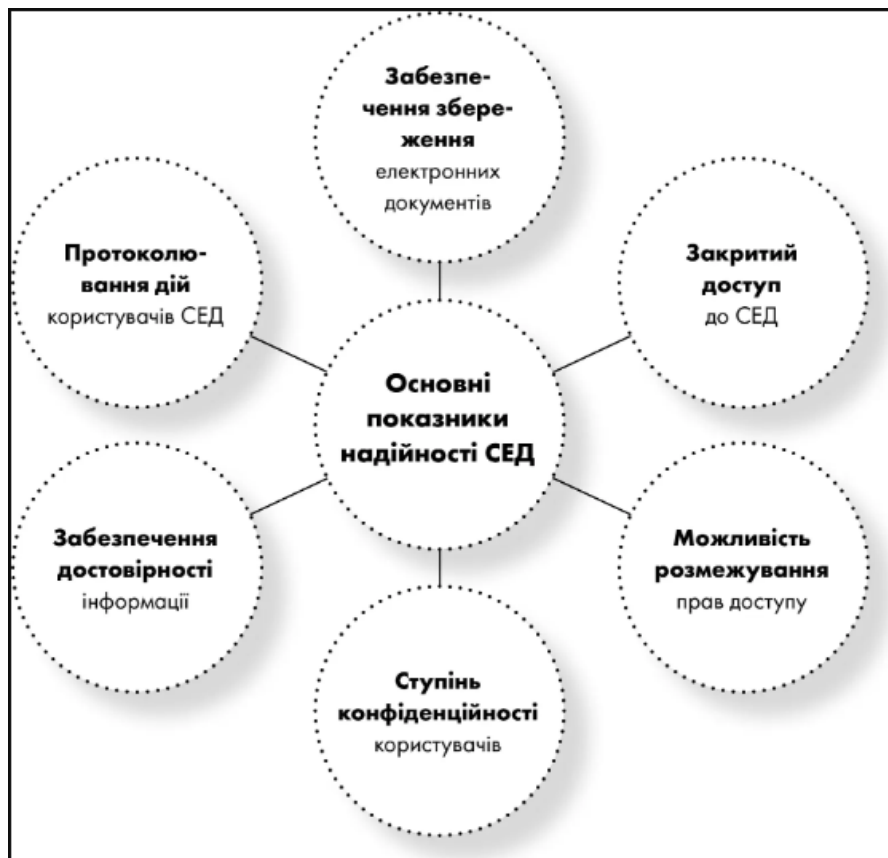 Забезпе-
чення збере-
ження
електронних
документів
Протоколю-
вання дій
користувачів СЕД
Закритий
доступ
до СЕД
Основні
показники
надійності СЕД
Забезпечення
достовірності
інформації
Можливість
розмежування
прав доступу
Ступінь
конфіденційності
користувачів